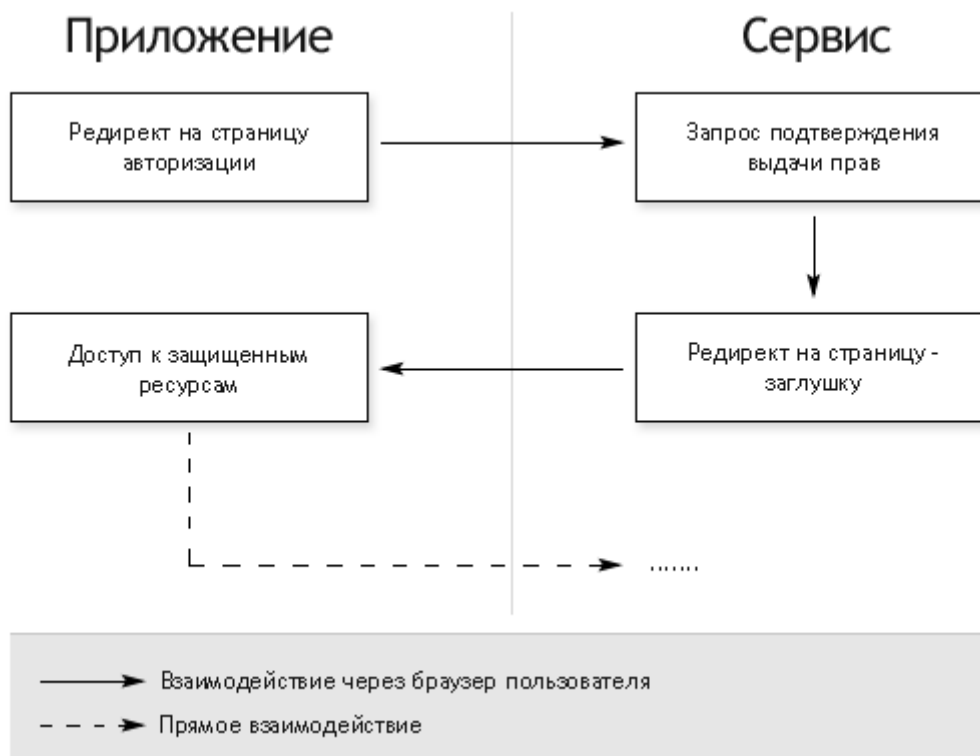 Приложение
Сервис
Редирект на страницу
авторизации
Запрос подтверждения
выдачи прав
Доступ к защищенным
ресурсам
Редирект на страницу -
заглушку
.......
Взаимодействие через браузер пользователя
Прямое взаимодействие